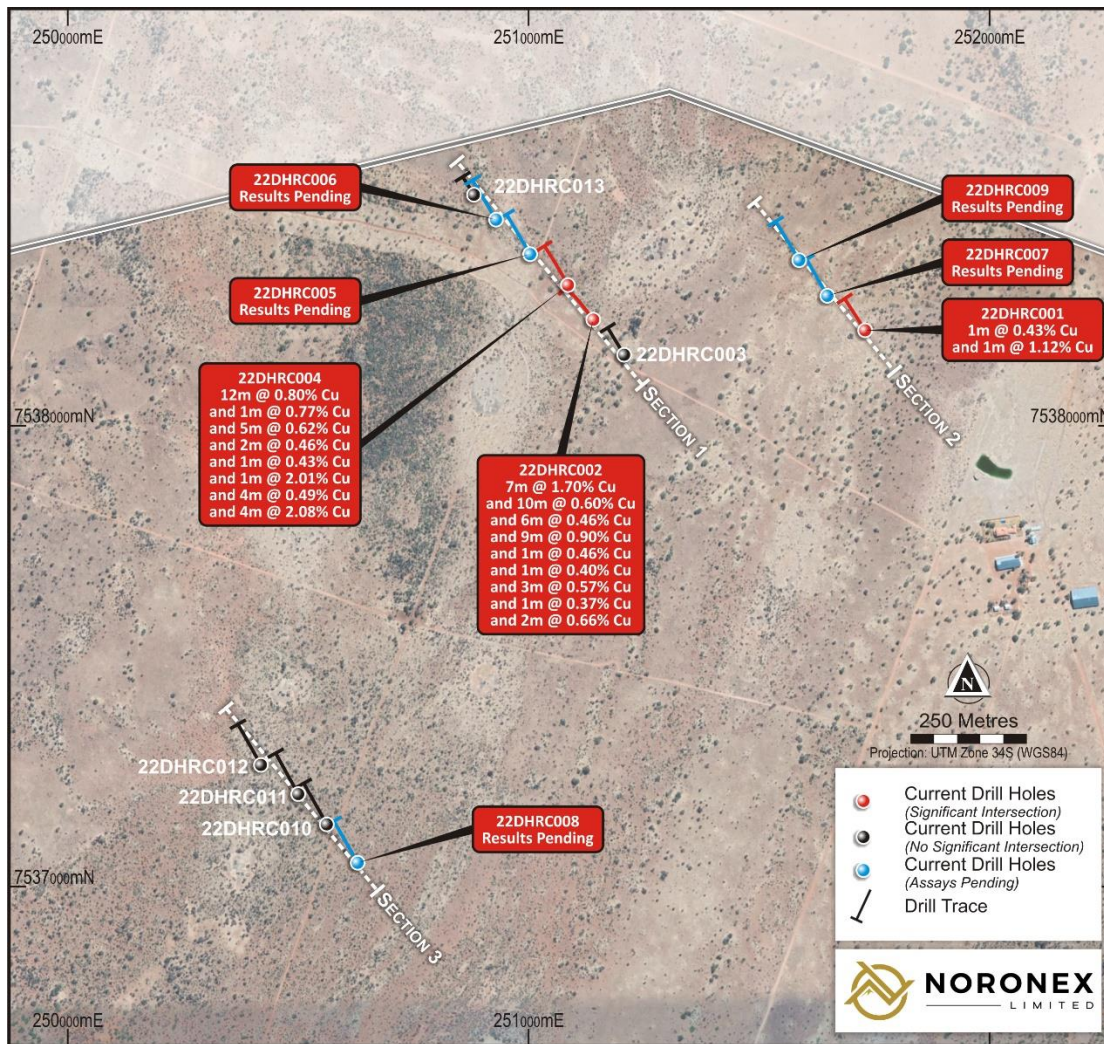 250000mE
251000mE
252000mE
22DHRC006
Results Pending
22DHRC013
22DHRC009
Results Pending
22DHRC005
Results Pending
22DHRC007
Results Pending
22DHRC001
1m @ 0.43% Cu
and 1m @ 1.12% Cu
22DHRC003
22DHRC004
12m @ 0.80% Cu
and 1m @ 0.77% Cu
and 5m @ 0.62% Cu
and 2m @ 0.46% Cu
and 1m @ 0.43% Cu
and 1m @ 2.01% Cu
and 4m @ 0.49% Cu
and 4m @ 2.08% Cu
SECTION 1
SECTION 2
7538000mN
7538000mN
22DHRC002
7m @ 1.70% Cu
and 10m @ 0.60% Cu
and 6m @ 0.46% Cu
and 9m @ 0.90% Cu
and 1m @ 0.46% Cu
and 1m @ 0.40% Cu
and 3m @ 0.57% Cu
and 1m @ 0.37% Cu
and 2m @ 0.66% Cu
N
250 Metres
Projection: UTM Zone 34S (WGS84)
22DHRC012
22DHRC011
22DHRC010
22DHRC008
Results Pending
SECTION 3
7537000mN
Current Drill Holes
(Significant Intersection)
Current Drill Holes
(No Significant Intersection)
Current Drill Holes
(Assays Pending)
Drill Trace
NORONEX
LIMITED
250000mE
251000mE